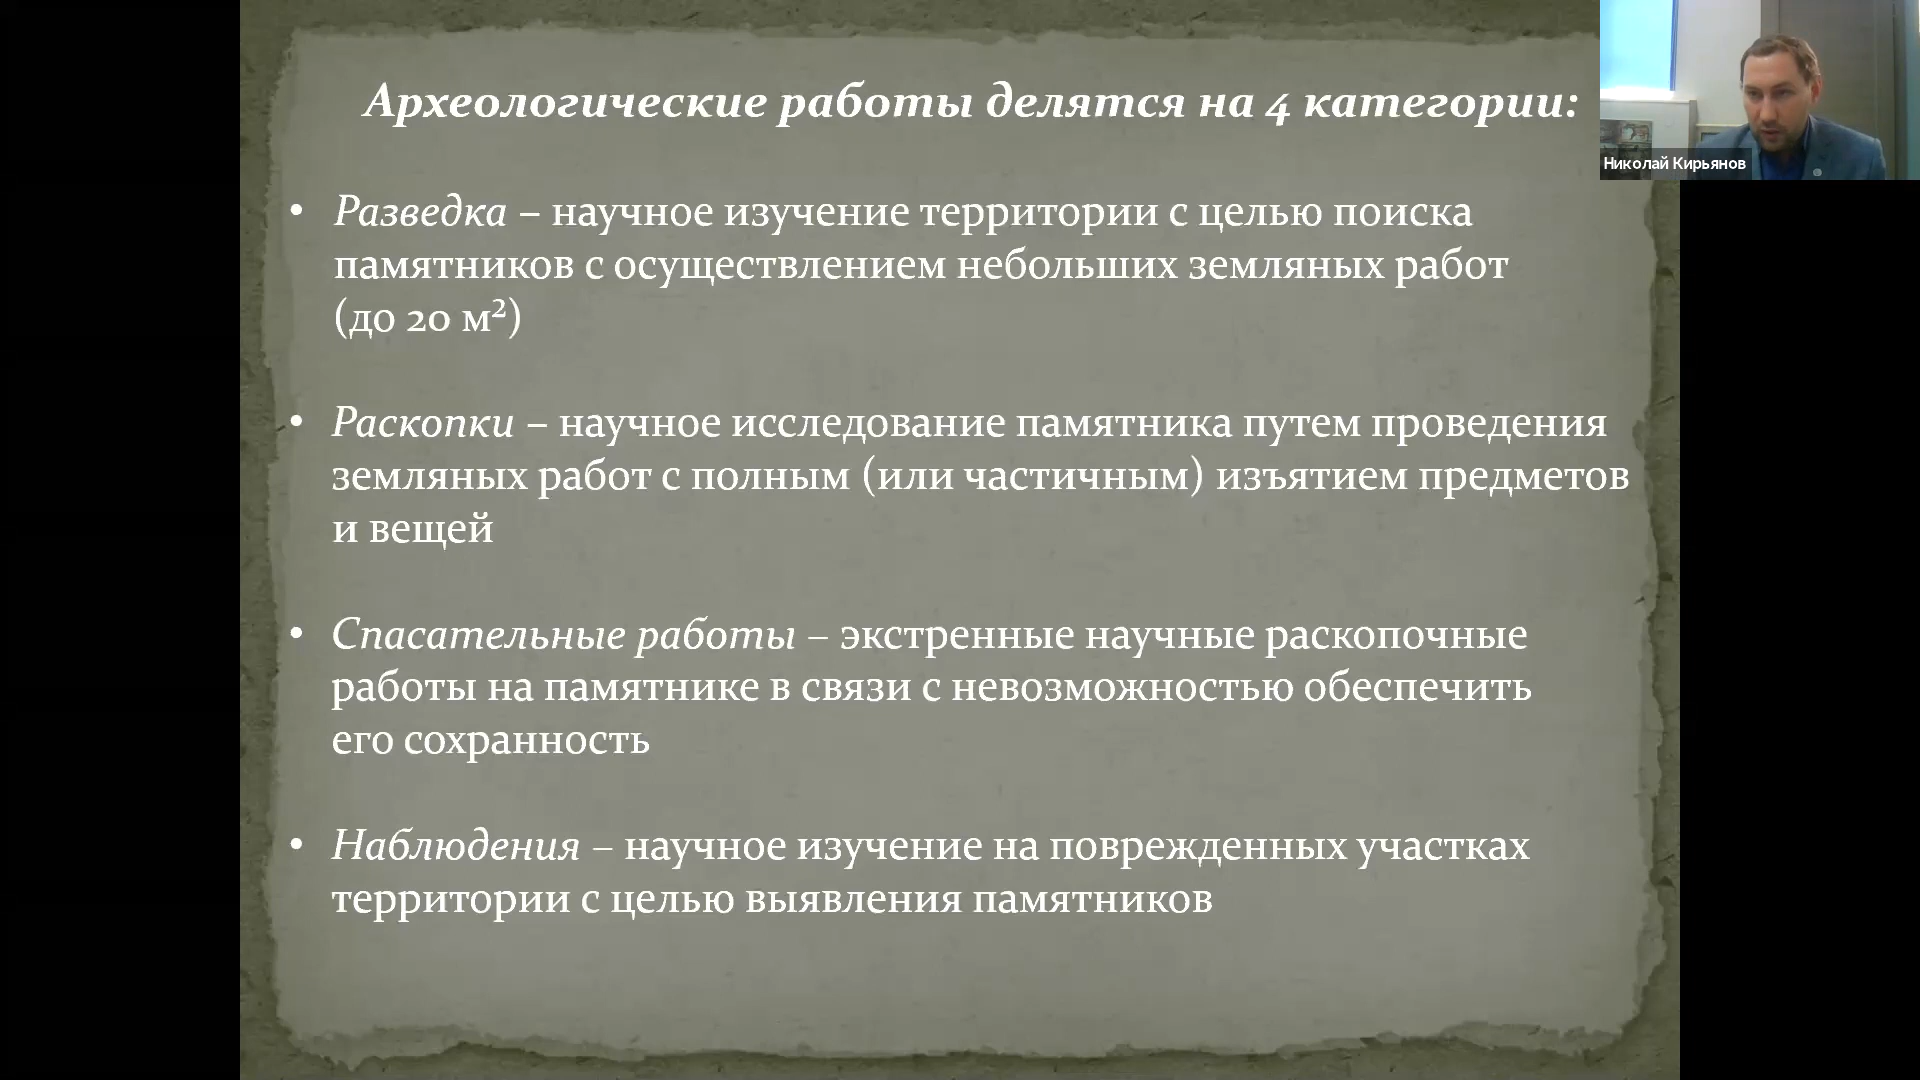 Археологические работы делятся на 4 категории:
• Разведка – научное изучение территории с целью поиска
памятников с осуществлением небольших земляных работ
(до 20 м²)
• Раскопки – научное исследование памятника путем проведения
земляных работ с полным (или частичным) изъятием предметов
и вещей
• Спасательные работы – экстренные научные раскопочные
работы на памятнике в связи с невозможностью обеспечить
его сохранность
• Наблюдения – научное изучение на поврежденных участках
территории с целью выявления памятников
Николай Кирьянов